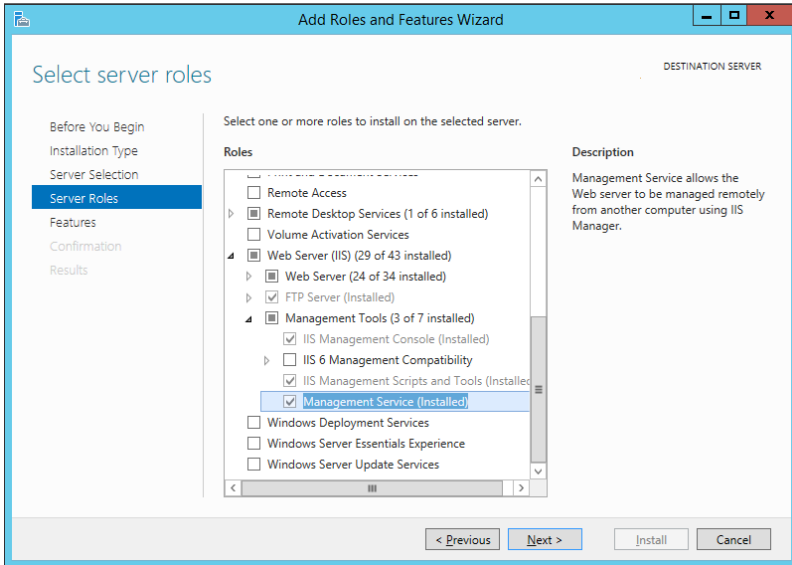 Add Roles and Features Wizard
Select server roles
DESTINATION SERVER
Before You Begin
Installation Type
Server Selection
Server Roles
Features
Confirmation
Results
Select one or more roles to install on the selected server.
Roles
Print and Document Services
Remote Access
Remote Desktop Services (1 of 6 installed)
Volume Activation Services
Web Server (IIS) (29 of 43 installed)
Web Server (24 of 34 installed)
FTP Server (Installed)
Management Tools (3 of 7 installed)
IIS Management Console (Installed)
IIS 6 Management Compatibility
IIS Management Scripts and Tools (Installed
Management Service (Installed)
Windows Deployment Services
Windows Server Essentials Experience
Windows Server Update Services
Description
Management Service allows the
Web server to be managed remotely
from another computer using IIS
Manager.
< Previous
Next >
Install
Cancel